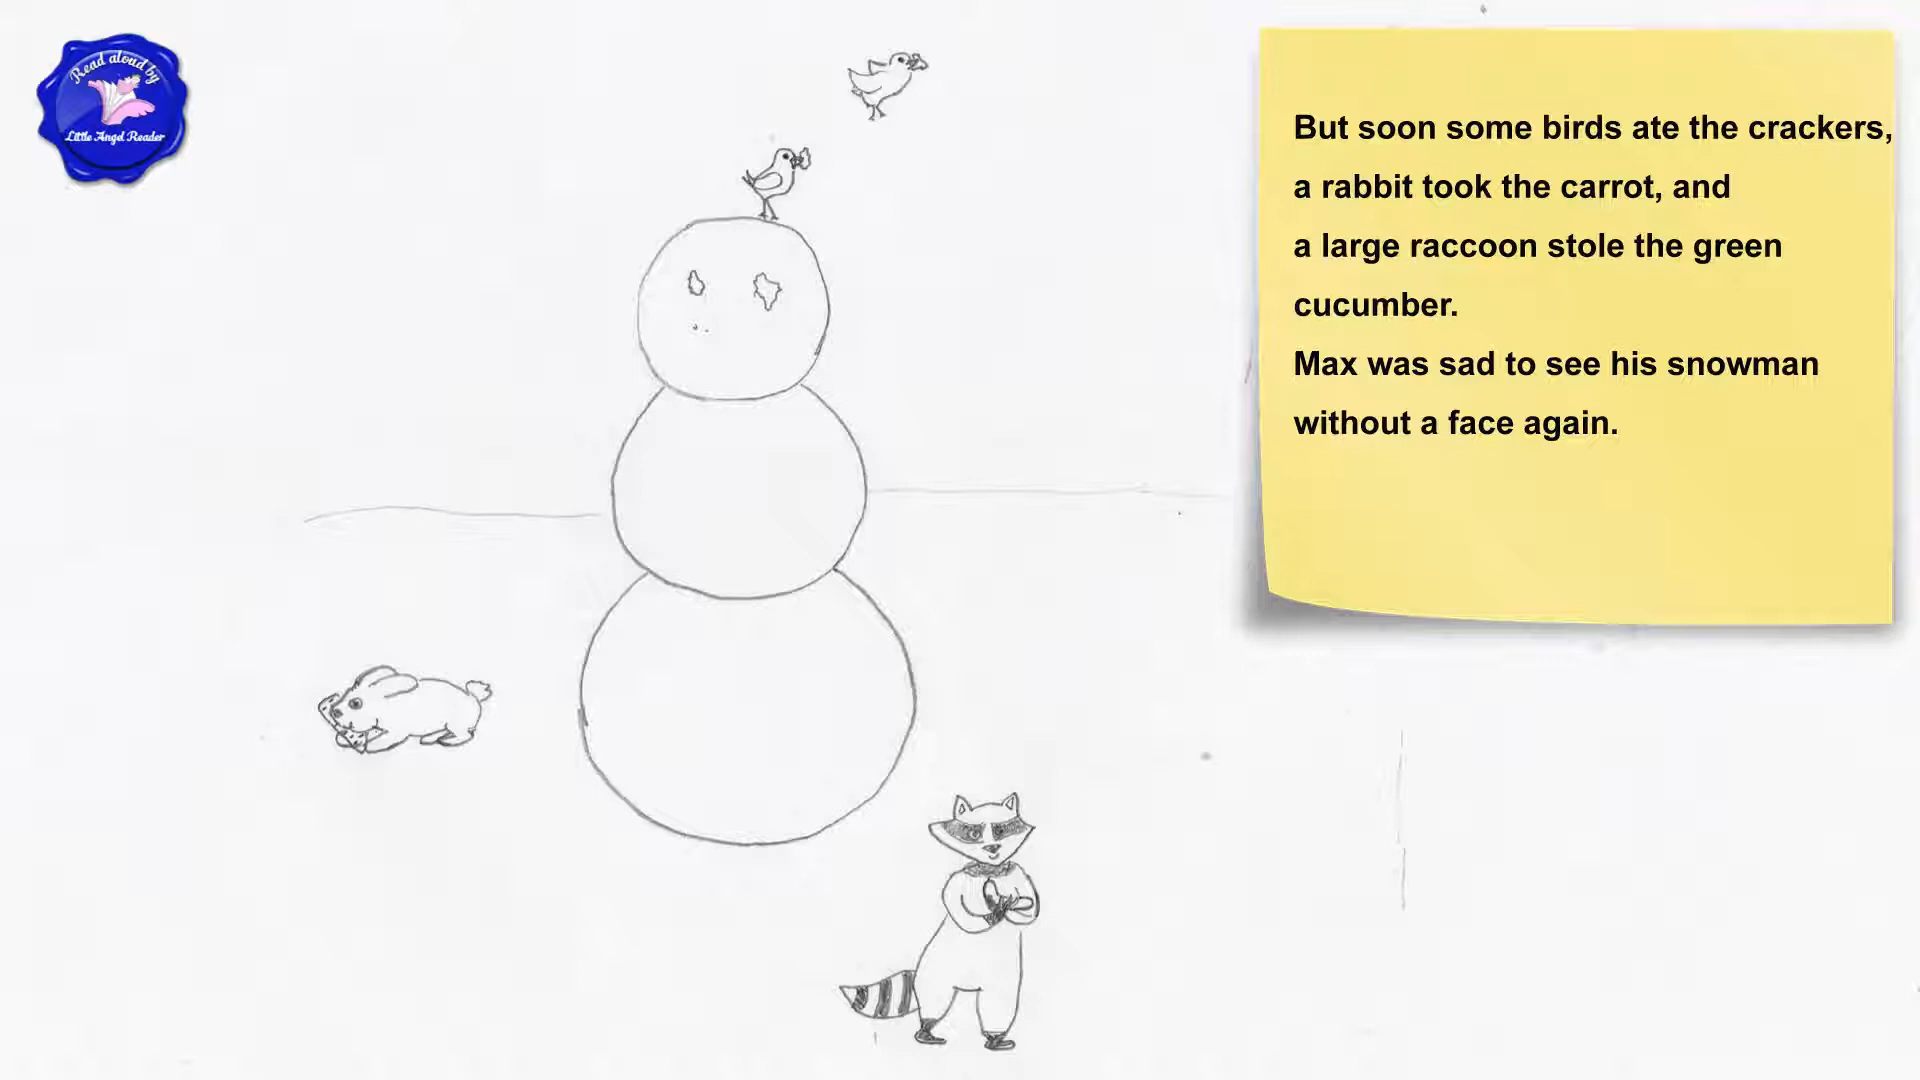 Read aloud by
Little Angel Reader
But soon some birds ate the crackers,
a rabbit took the carrot, and
a large raccoon stole the green
cucumber.
Max was sad to see his snowman
without a face again.